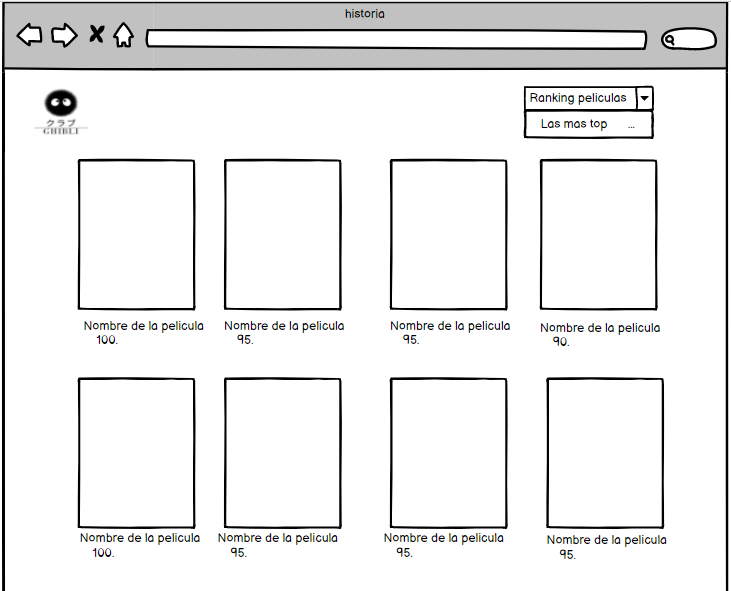 historia
クラブ
GHIBLI
Ranking peliculas
Las mas top ...
Nombre de la pelicula
100.
Nombre de la pelicula
95.
Nombre de la pelicula
95.
Nombre de la pelicula
90.
Nombre de la pelicula
100.
Nombre de la pelicula
95.
Nombre de la pelicula
95.
Nombre de la pelicula
95.